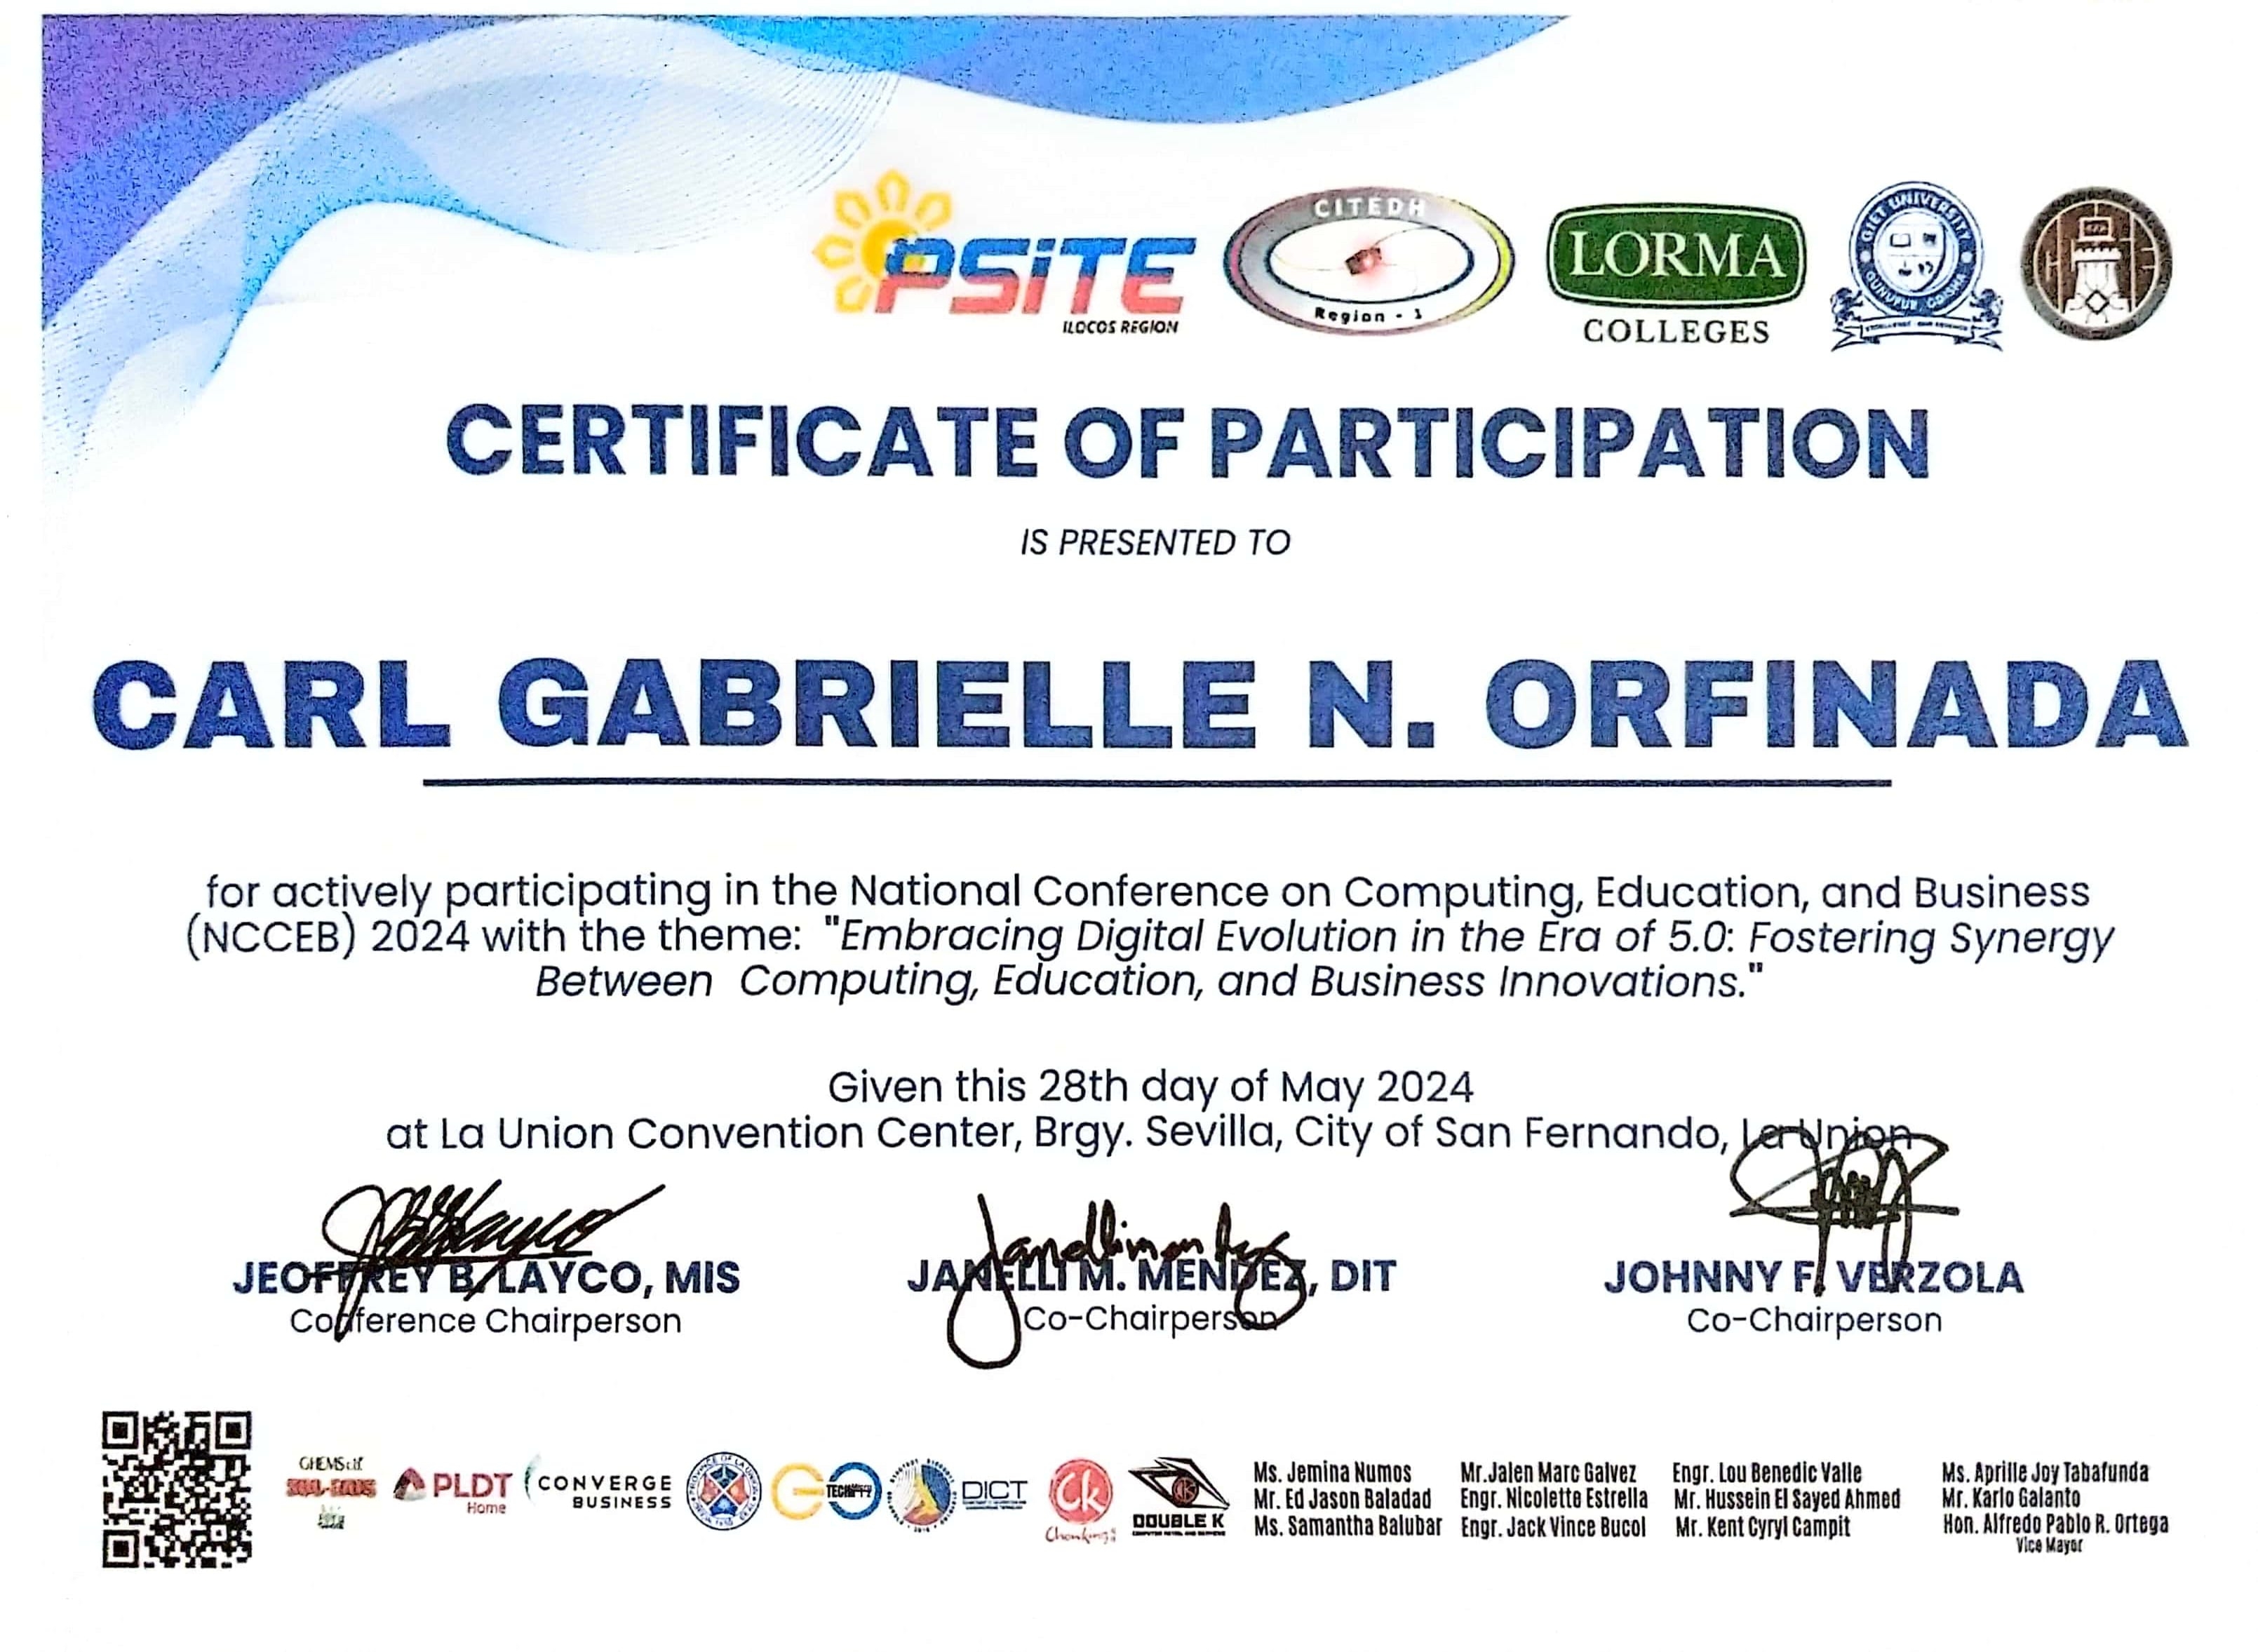 PSiTE
ILOCOS REGION
CITEDH
Region - 1
LORMA
COLLEGES
GIET UNIVERSITY
GUNUPUR ODISHA
CERTIFICATE OF PARTICIPATION
IS PRESENTED TO
CARL GABRIELLE N. ORFINADA
for actively participating in the National Conference on Computing, Education, and Business
(NCCEB) 2024 with the theme: "Embracing Digital Evolution in the Era of 5.0: Fostering Synergy
Between Computing, Education, and Business Innovations."
Given this 28th day of May 2024
at La Union Convention Center, Brgy. Sevilla, City of San Fernando, La Union
JEOFFREY B. LAYCO, MIS
Conference Chairperson
JANELLI M. MENDEZ, DIT
Co-Chairperson
JOHNNY F. VERZOLA
Co-Chairperson
PLDT
Home
CONVERGE
BUSINESS
DICT
Ck
DOUBLE K
Ms. Jemina Numos
Mr. Ed Jason Baladad
Ms. Samantha Balubar
Mr.Jalen Marc Galvez
Engr. Nicolette Estrella
Engr. Jack Vince Bucol
Engr. Lou Benedic Valle
Mr. Hussein El Sayed Ahmed
Mr. Kent Cyryl Campit
Ms. Aprille Joy Tabafunda
Mr. Karlo Galanto
Hon. Alfredo Pablo R. Ortega
Vice Mayor